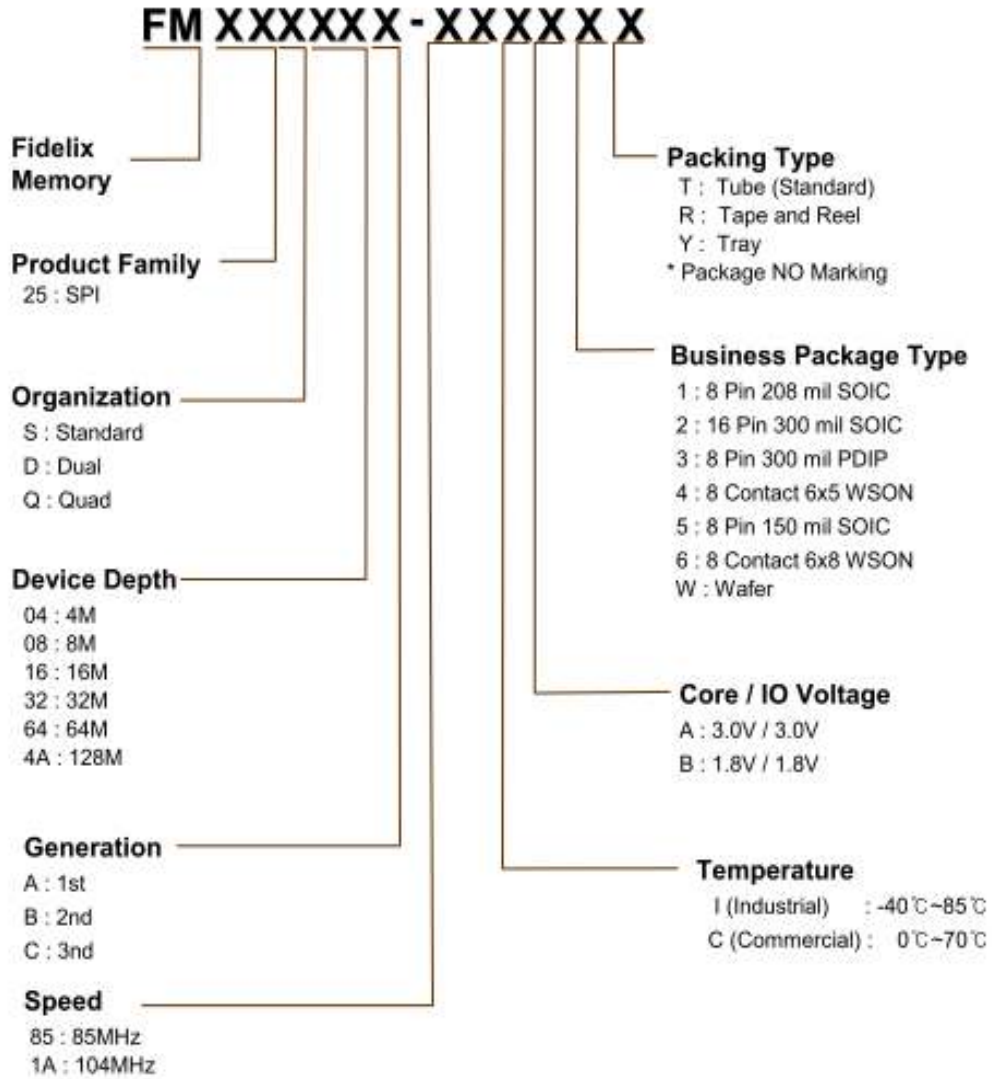 FM XXXXXX - XXXXXX
Fidelix
Memory
Product Family
25 : SPI
Organization
S : Standard
D : Dual
Q : Quad
Device Depth
04 : 4M
08 : 8M
16 : 16M
32 : 32M
64 : 64M
4A : 128M
Generation
A : 1st
B : 2nd
C : 3nd
Speed
85 : 85MHz
1A : 104MHz
Packing Type
T : Tube (Standard)
R : Tape and Reel
Y : Tray
* Package NO Marking
Business Package Type
1 : 8 Pin 208 mil SOIC
2 : 16 Pin 300 mil SOIC
3 : 8 Pin 300 mil PDIP
4 : 8 Contact 6x5 WSON
5 : 8 Pin 150 mil SOIC
6 : 8 Contact 6x8 WSON
W : Wafer
Core / IO Voltage
A : 3.0V / 3.0V
B : 1.8V / 1.8V
Temperature
I (Industrial) : -40℃~85℃
C (Commercial) : 0℃~70℃